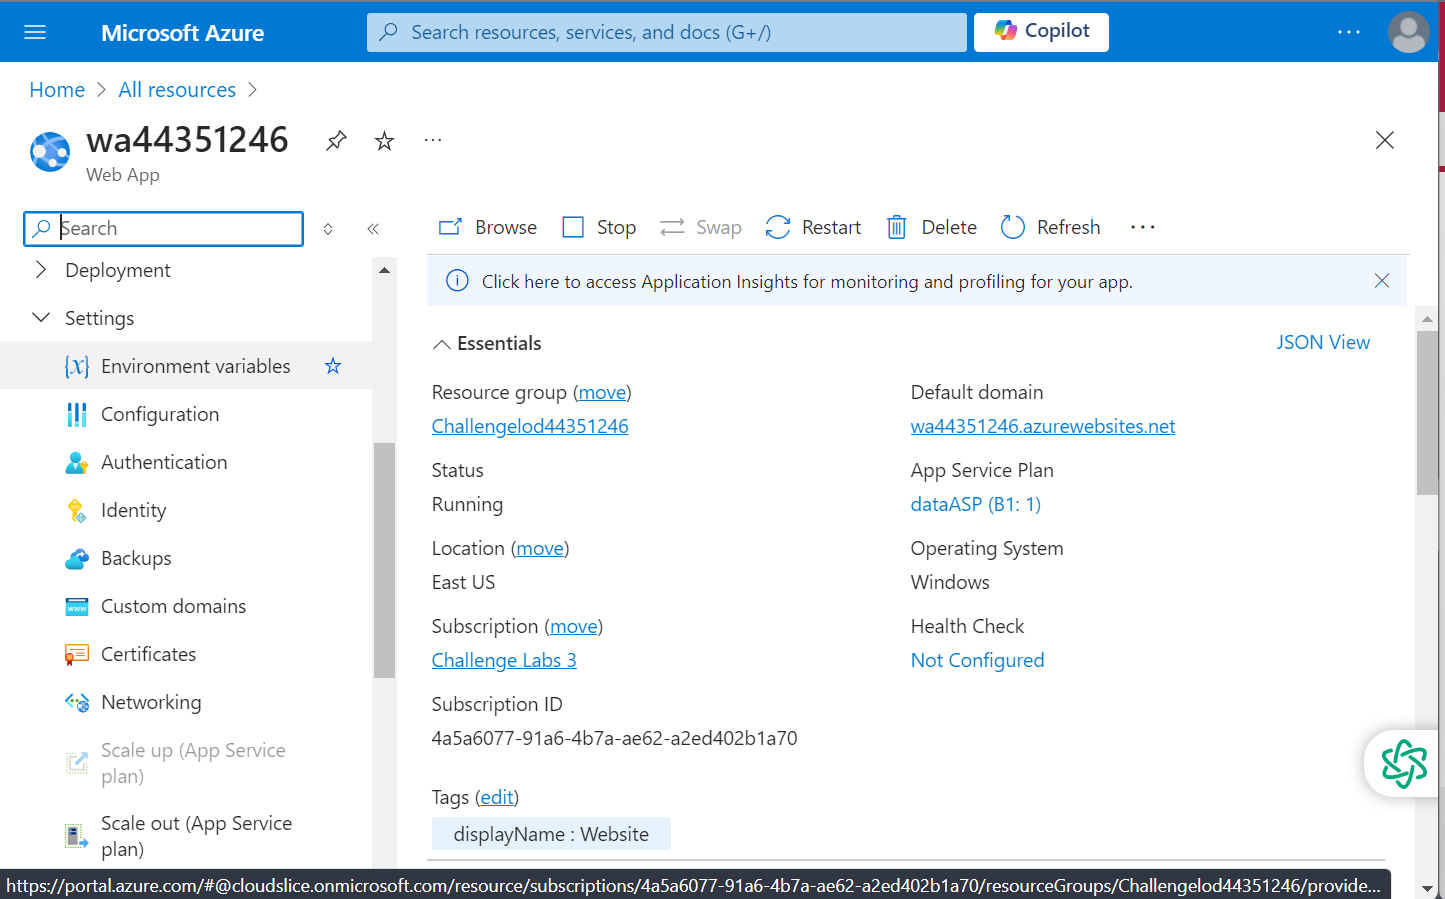 Microsoft Azure
Search resources, services, and docs (G+/)
Copilot
Home > All resources >
wa44351246
Web App
Search
Browse
Stop
Swap
Restart
Delete
Refresh
Click here to access Application Insights for monitoring and profiling for your app.
Deployment
Settings
Environment variables
Configuration
Authentication
Identity
Backups
Custom domains
Certificates
Networking
Scale up (App Service
plan)
Scale out (App Service
plan)
Essentials
JSON View
Resource group (move)
Challengelod44351246
Status
Running
Location (move)
East US
Subscription (move)
Challenge Labs 3
Subscription ID
4a5a6077-91a6-4b7a-ae62-a2ed402b1a70
Default domain
wa44351246.azurewebsites.net
App Service Plan
dataASP (B1: 1)
Operating System
Windows
Health Check
Not Configured
Tags (edit)
displayName : Website
https://portal.azure.com/#@cloudslice.onmicrosoft.com/resource/subscriptions/4a5a6077-91a6-4b7a-ae62-a2ed402b1a70/resourceGroups/Challengelod44351246/provide...